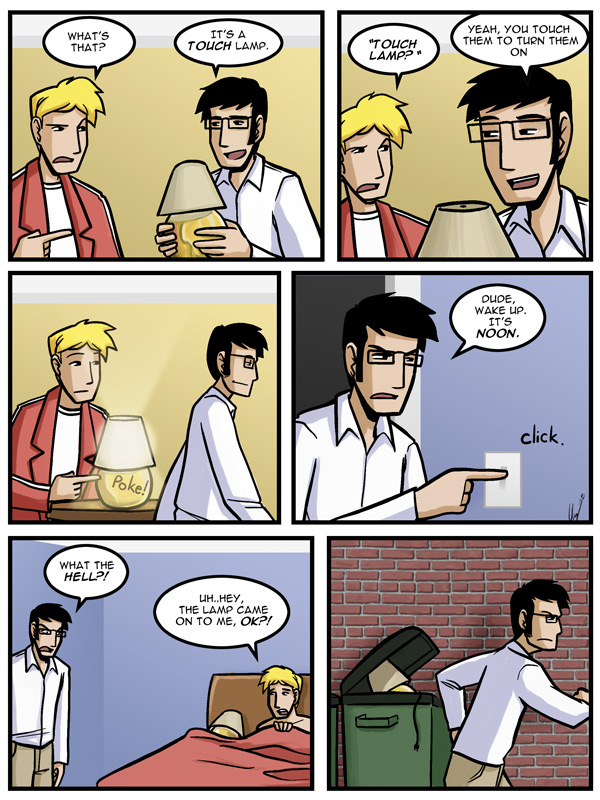 WHAT'S
THAT?
IT'S A
TOUCH LAMP.
"TOUCH
LAMP?"
YEAH, YOU TOUCH
THEM TO TURN THEM
ON
Poke!
DUDE,
WAKE UP.
IT'S
NOON.
click.
WHAT THE
HELL?!
UH..HEY,
THE LAMP CAME
ON TO ME, OK?!